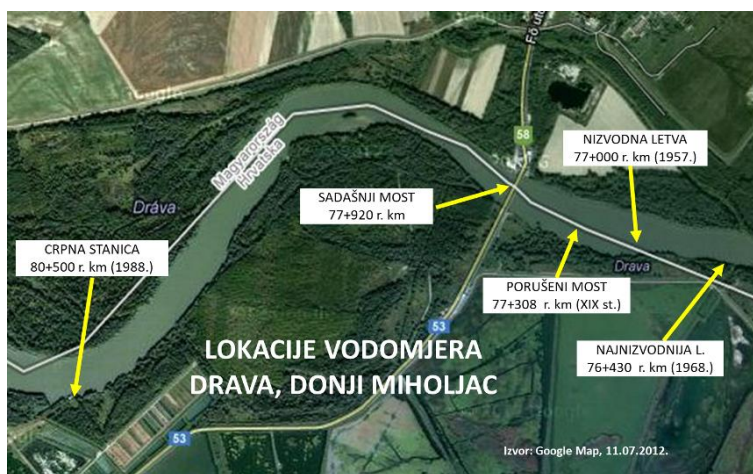 Fő utca
58
NIZVODNA LETVA
77+000 r. km (1957.)
Magyarország
Hrvatska
Dráva
SADAŠNJI MOST
77+920 r. km
CRPNA STANICA
80+500 r. km (1988.)
Drava
PORUŠENI MOST
77+308 r. km (XIX st.)
53
LOKACIJE VODOMJERA
DRAVA, DONJI MIHOLJAC
NAJNIZVODNIJA L.
76+430 r. km (1968.)
53
Izvor: Google Map, 11.07.2012.